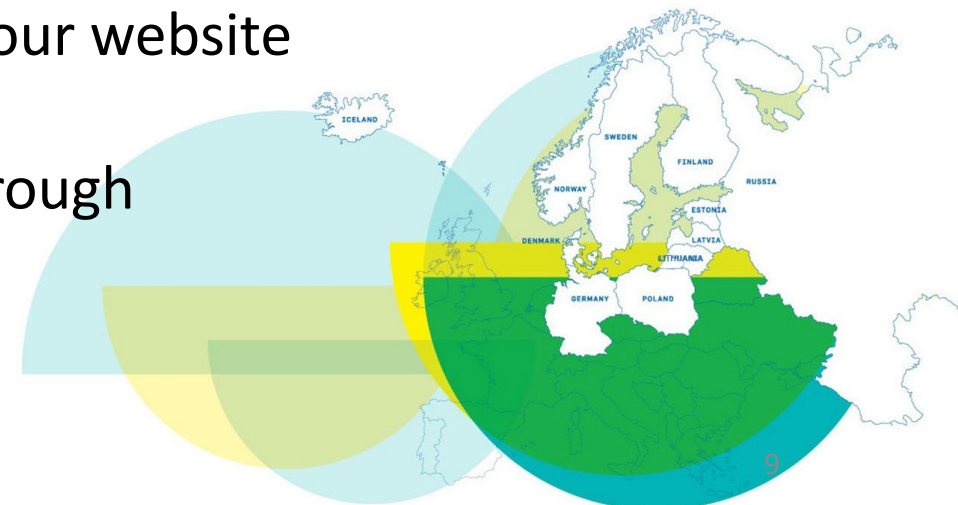 our website
rough
ICELAND
SWEDEN
FINLAND
RUSSIA
NORWAY
ESTONIA
DENMARK
LATVIA
LITHUANIA
GERMANY
POLAND
9